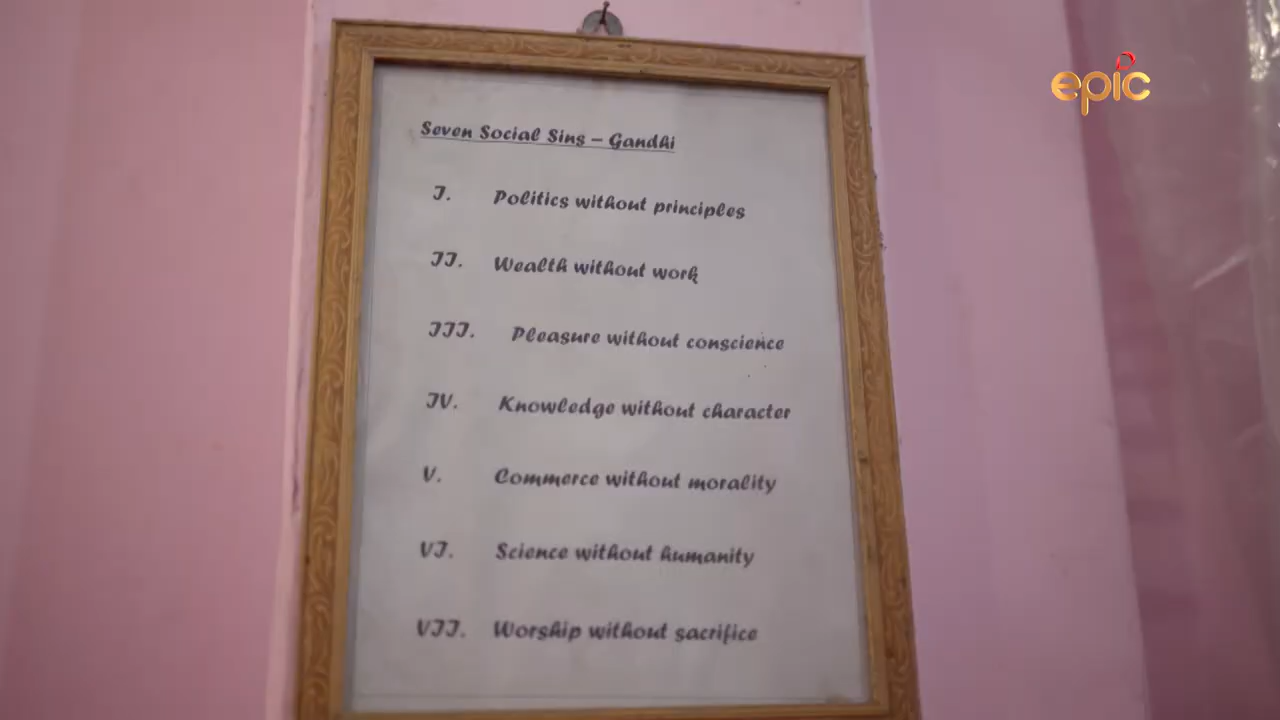 epic
Seven Social Sins – Gandhi
I. Politics without principles
II. Wealth without work
III. Pleasure without conscience
IV. Knowledge without character
V. Commerce without morality
VI. Science without humanity
VII. Worship without sacrifice